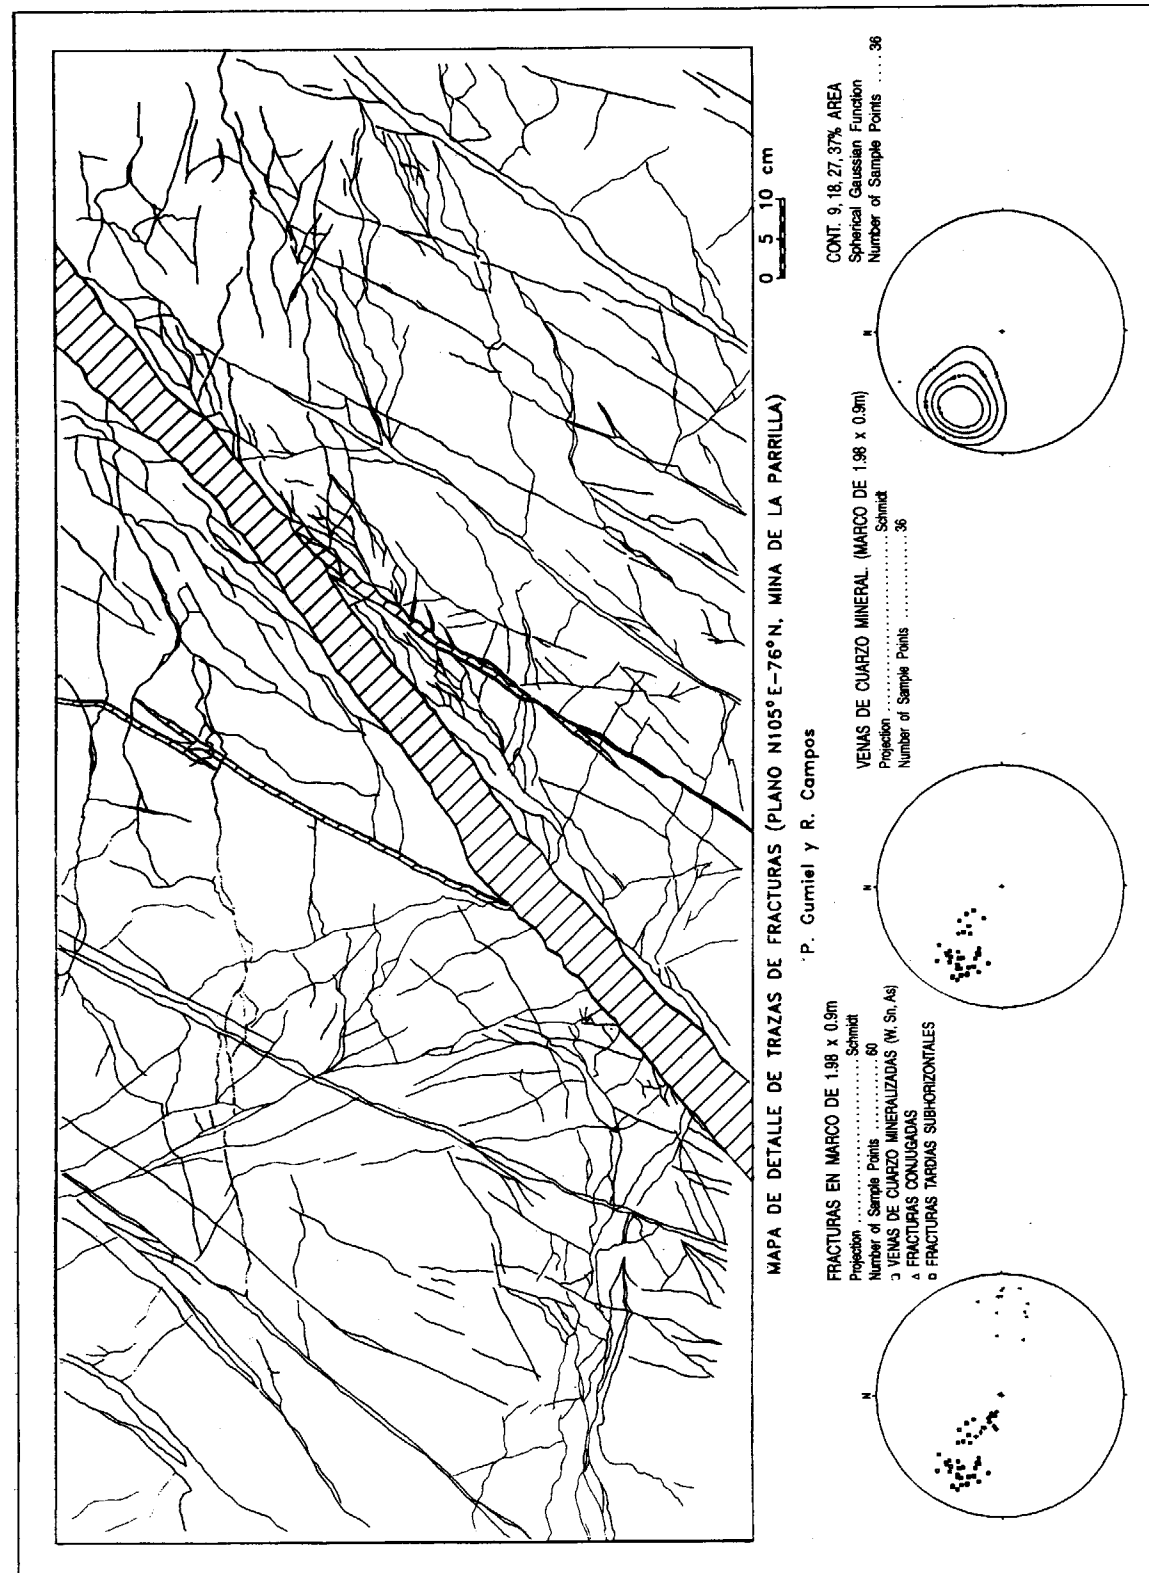 0 5 10 cm
MAPA DE DETALLE DE TRAZAS DE FRACTURAS (PLANO N105°E-76°N, MINA DE LA PARRILLA)
P. Gumiel y R. Campos
FRACTURAS EN MARCO DE 1.98 x 0.9m
Projection ........................ Schmidt
Number of Sample Points ........... 60
□ VENAS DE CUARZO MINERALIZADAS (W, Sn, As)
▵ FRACTURAS CONJUGADAS
□ FRACTURAS TARDIAS SUBHORIZONTALES
N
VENAS DE CUARZO MINERAL. (MARCO DE 1.98 x 0.9m)
Projection ........................ Schmidt
Number of Sample Points ........... 36
N
CONT. 9, 18, 27, 37% AREA
Spherical Gaussian Function
Number of Sample Points ..... 36
N